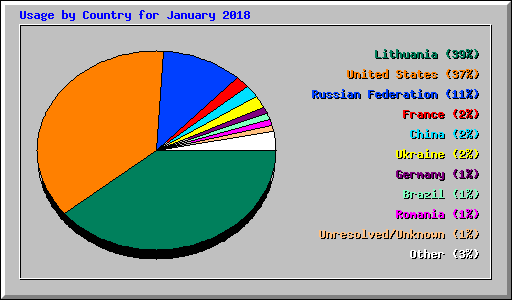 Usage by Country for January 2018
Lithuania (39%)
United States (37%)
Russian Federation (11%)
France (2%)
China (2%)
Ukraine (2%)
Germany (1%)
Brazil (1%)
Romania (1%)
Unresolved/Unknown (1%)
Other (3%)